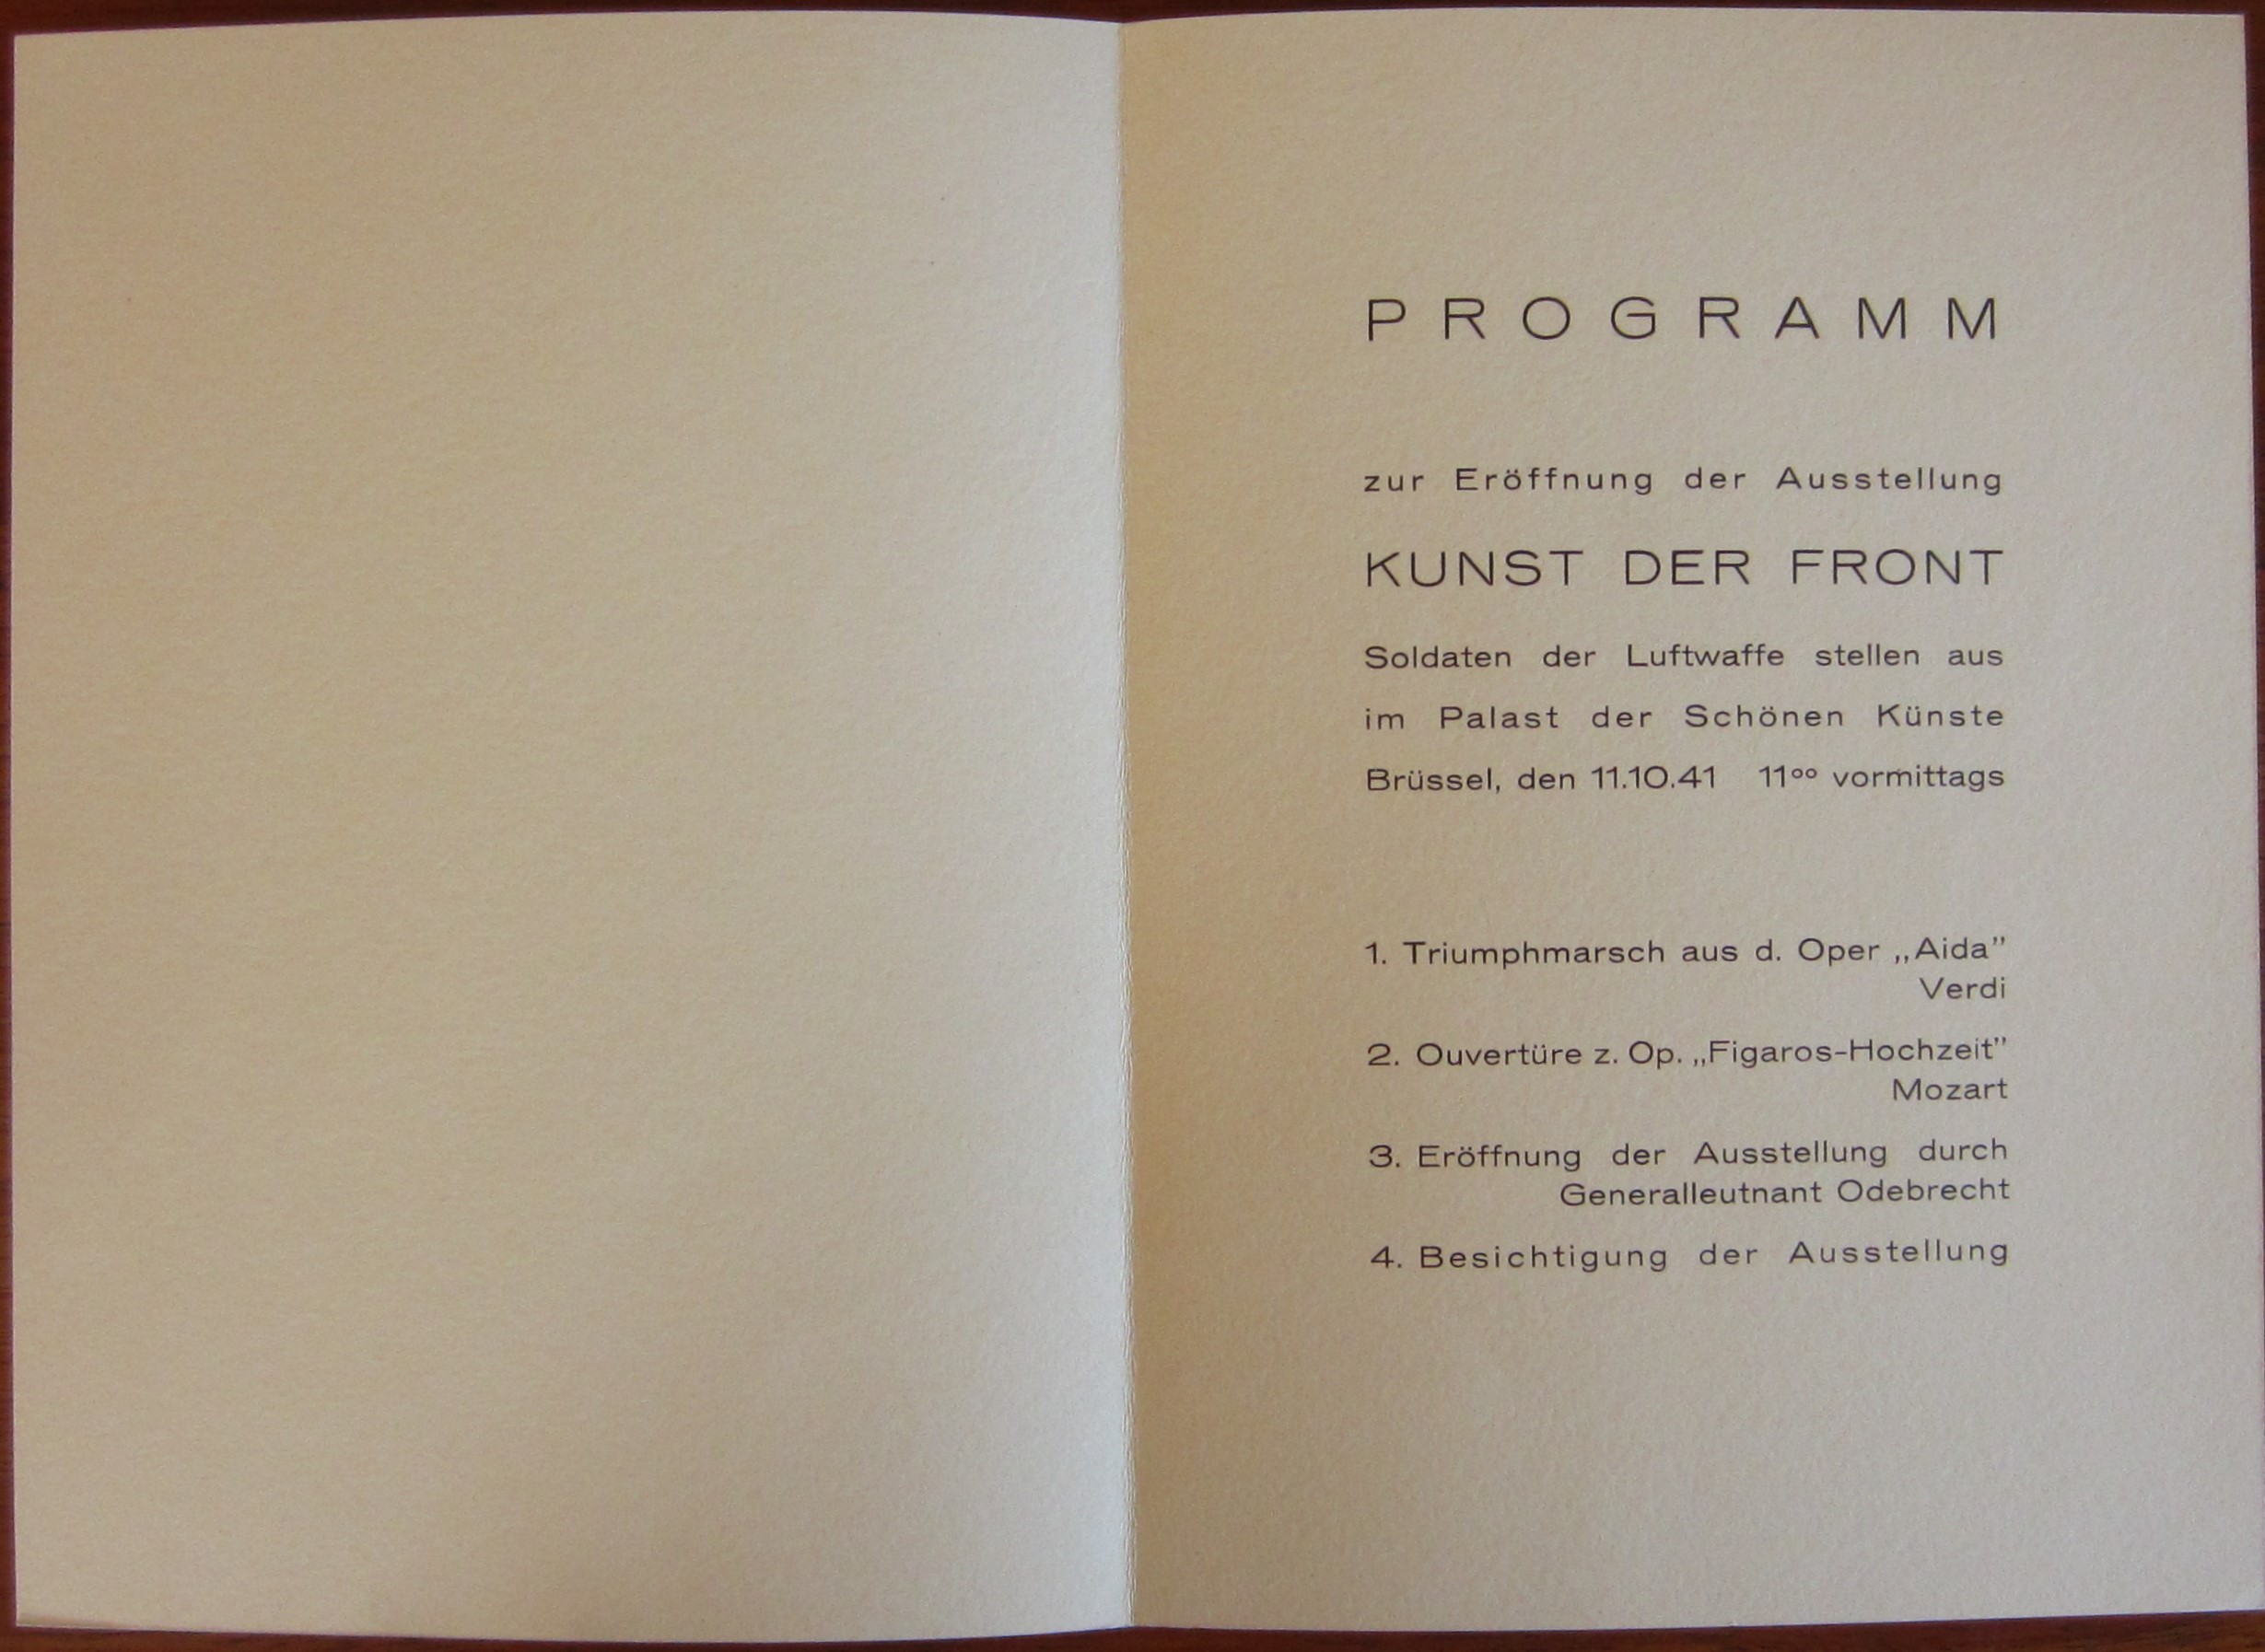 PROGRAMM
zur Eröffnung der Ausstellung
KUNST DER FRONT
Soldaten der Luftwaffe stellen aus
im Palast der Schönen Künste
Brüssel, den 11.10.41 11ºº vormittags
1. Triumphmarsch aus d. Oper „Aida”
Verdi
2. Ouvertüre z. Op. „Figaros-Hochzeit”
Mozart
3. Eröffnung der Ausstellung durch
Generalleutnant Odebrecht
4. Besichtigung der Ausstellung